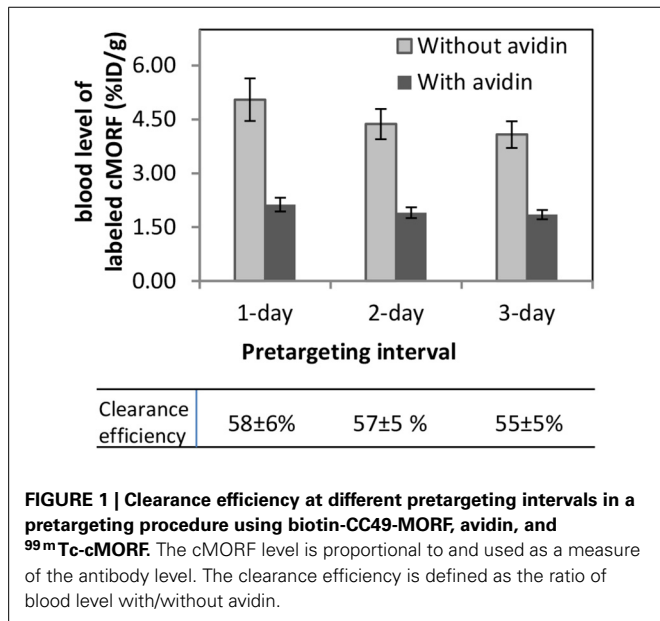 Without avidin
With avidin
blood level of
labeled cMORF (%ID/g)
6.00
4.50
3.00
1.50
0.00
1-day 2-day 3-day
Pretargeting interval
Clearance
efficiency
58±6% 57±5 % 55±5%
FIGURE 1 | Clearance efficiency at different pretargeting intervals in a
pretargeting procedure using biotin-CC49-MORF, avidin, and
99mTc-cMORF. The cMORF level is proportional to and used as a measure
of the antibody level. The clearance efficiency is defined as the ratio of
blood level with/without avidin.